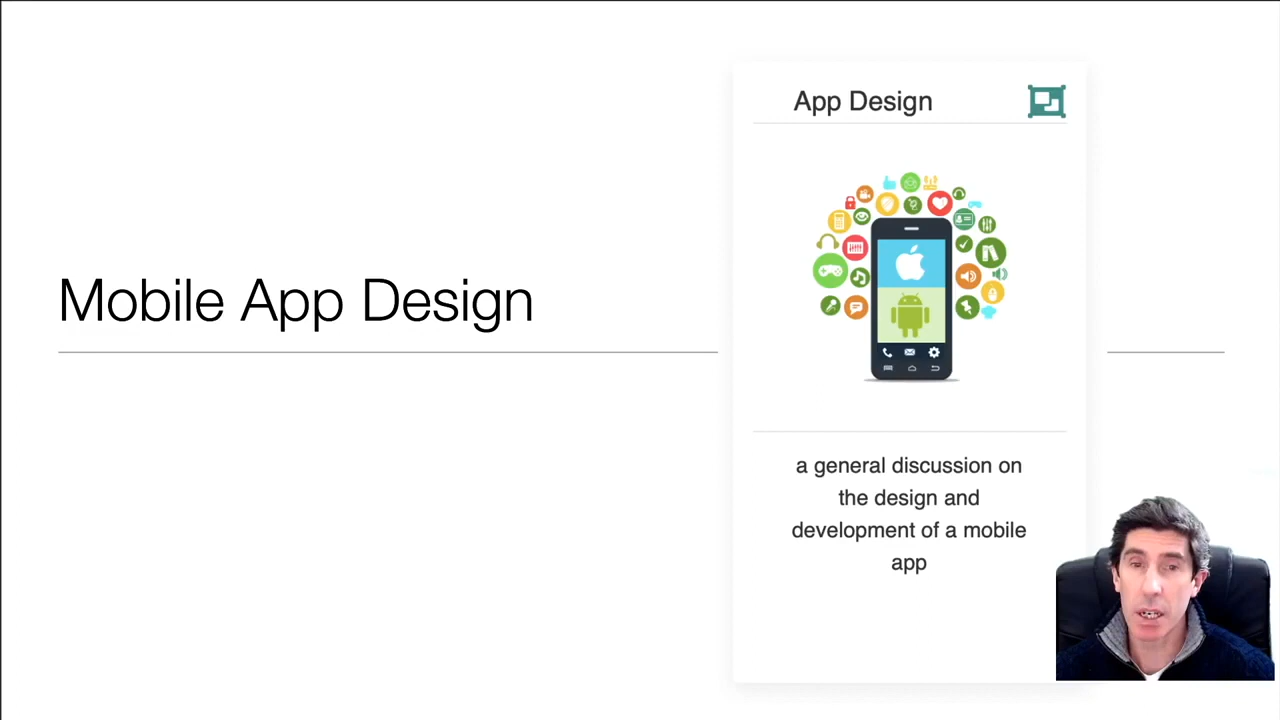 Mobile App Design
App Design
a general discussion on
the design and
development of a mobile
app